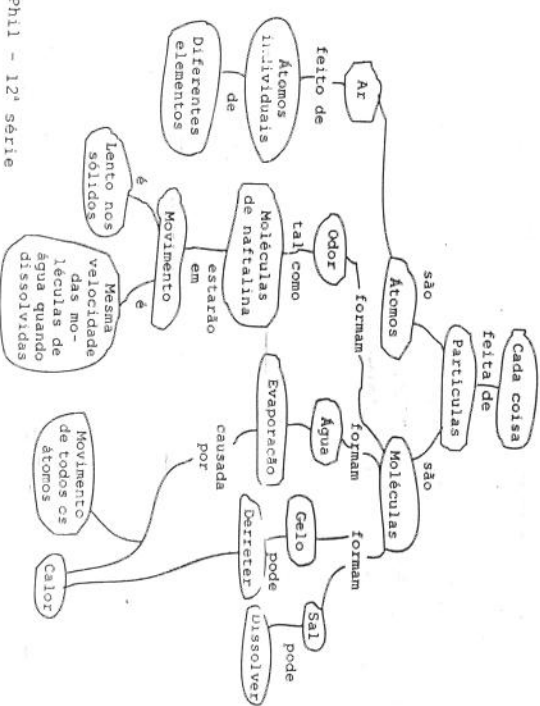 Cada coisa
feita de
Partículas
são
são
Átomos
Moléculas
formam
formam
formam
Ar
Odor
Água
Gelo
Sal
feito de
tal como
pode
pode
Átomos
individuais
Moléculas
de naftalina
Evaporação
Derreter
Dissolver
de
estarão
em
causada
por
Diferentes
elementos
Movimento
Movimento
de todos os
átomos
Calor
é
é
Lento nos
sólidos
Mesma
velocidade
das mo-
léculas de
água quando
dissolvidas
Phil - 12ª série